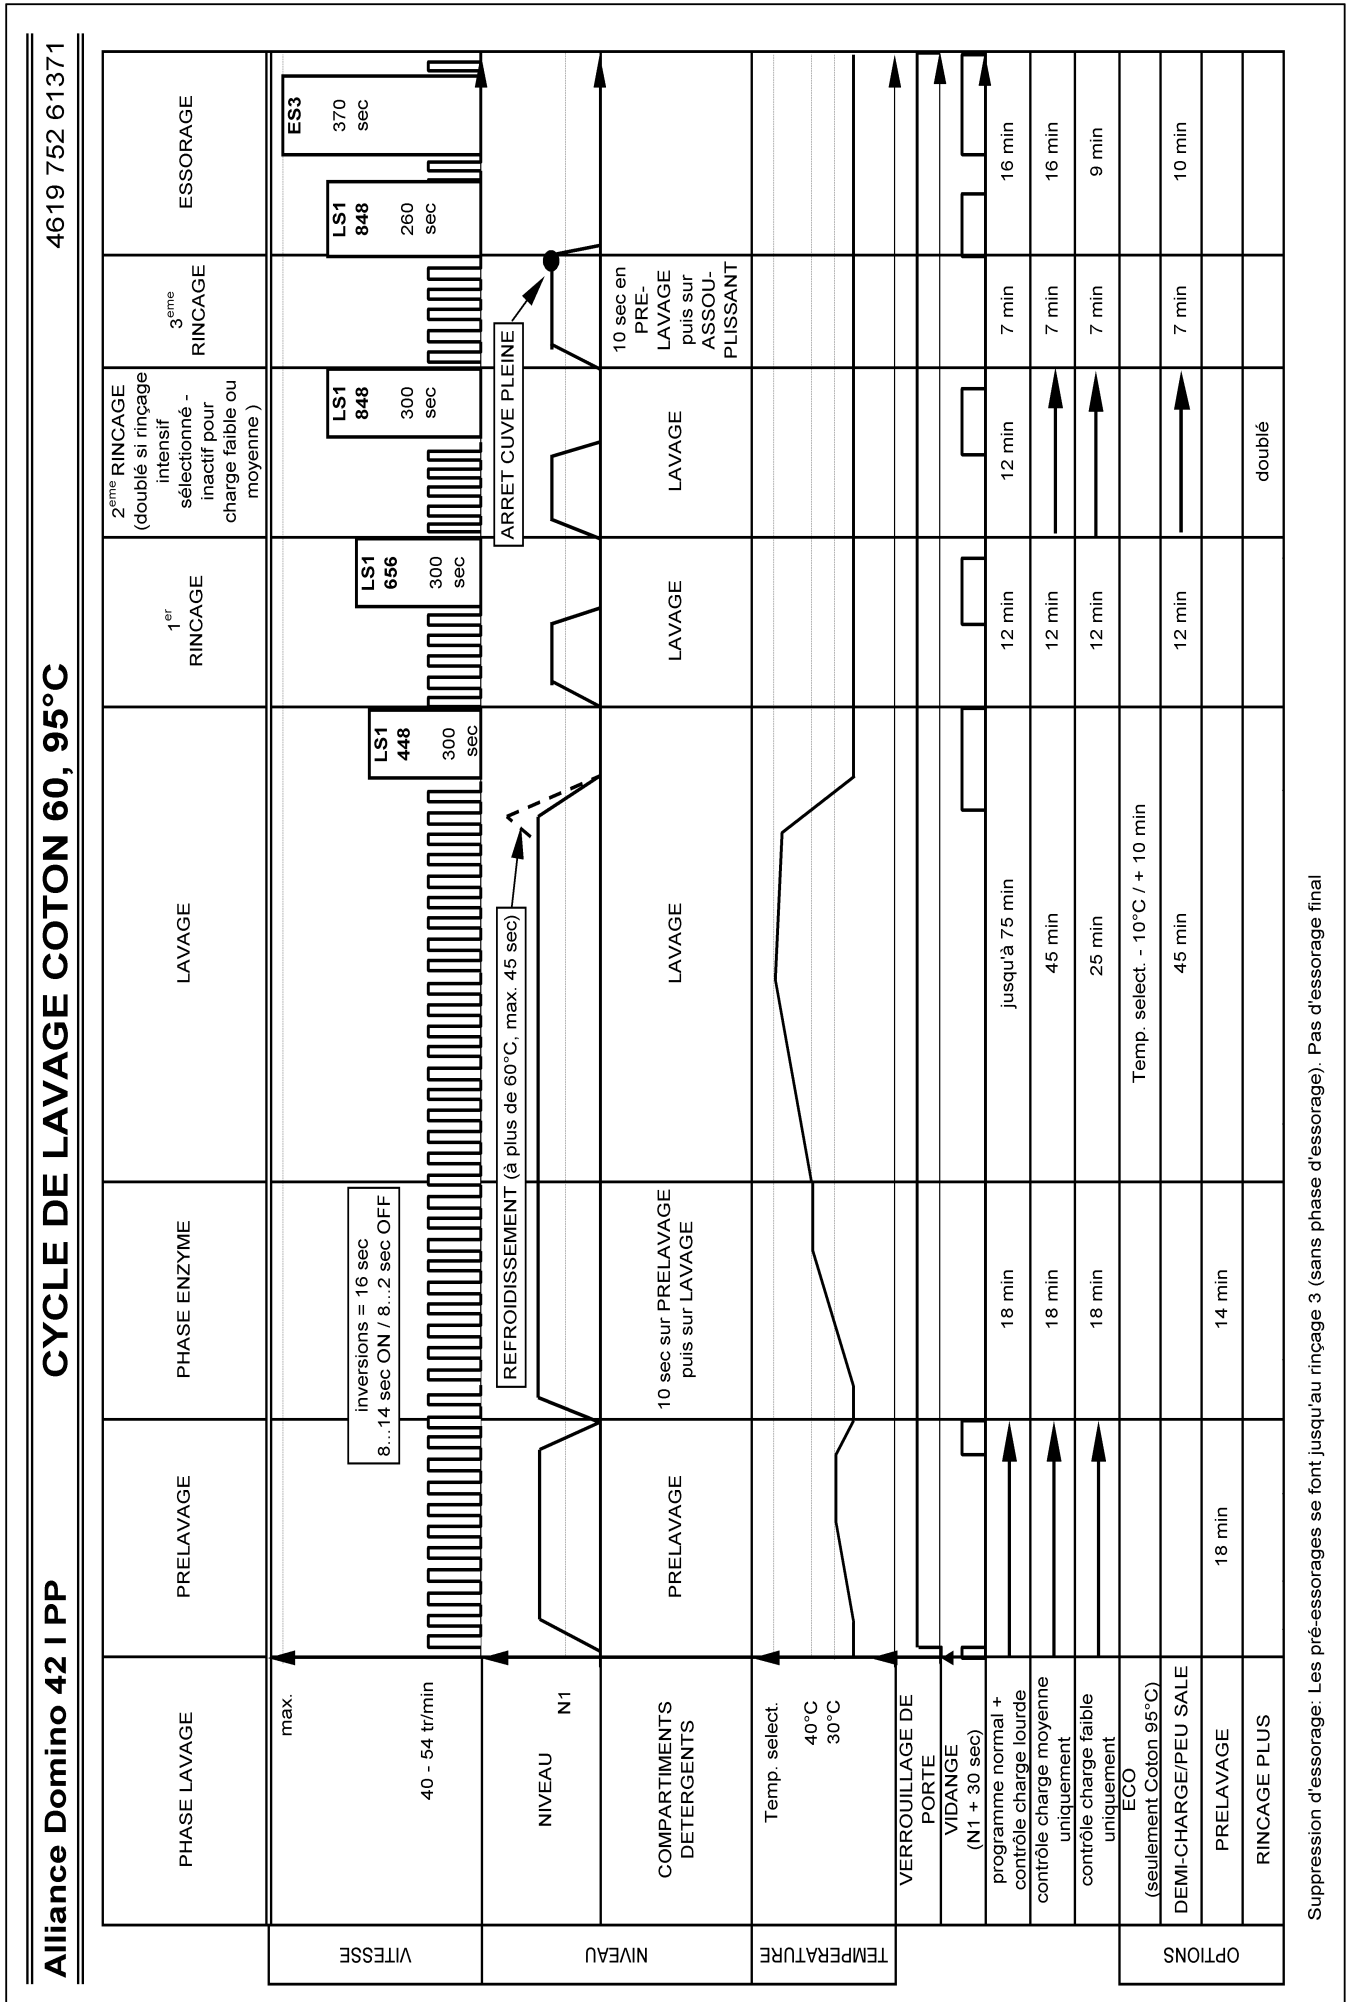 Alliance Domino 42 I PP CYCLE DE LAVAGE COTON 60, 95°C 4619 752 61371
PHASE LAVAGE
PRELAVAGE
PHASE ENZYME
LAVAGE
1er
RINCAGE
2eme RINCAGE
(doublé si rinçage
intensif
sélectionné -
inactif pour
charge faible ou
moyenne )
3eme
RINCAGE
ESSORAGE
VITESSE
max.
40 - 54 tr/min
inversions = 16 sec
8...14 sec ON / 8...2 sec OFF
LS1
448
300
sec
LS1
656
300
sec
LS1
848
300
sec
LS1
848
260
sec
ES3
370
sec
NIVEAU
NIVEAU
N1
REFROIDISSEMENT (à plus de 60°C, max. 45 sec)
ARRET CUVE PLEINE
COMPARTIMENTS
DETERGENTS
PRELAVAGE
10 sec sur PRELAVAGE
puis sur LAVAGE
LAVAGE
LAVAGE
LAVAGE
10 sec en
PRE-
LAVAGE
puis sur
ASSOU-
PLISSANT
TEMPERATURE
Temp. select.
40°C
30°C
VERROUILLAGE DE
PORTE
VIDANGE
(N1 + 30 sec)
programme normal +
contrôle charge lourde
18 min
jusqu'à 75 min
12 min
12 min
7 min
16 min
contrôle charge moyenne
uniquement
18 min
45 min
12 min
7 min
16 min
contrôle charge faible
uniquement
18 min
25 min
12 min
7 min
9 min
OPTIONS
ECO
(seulement Coton 95°C)
Temp. select. - 10°C / + 10 min
DEMI-CHARGE/PEU SALE
45 min
12 min
7 min
10 min
PRELAVAGE
18 min
14 min
RINCAGE PLUS
doublé
Suppression d'essorage: Les pré-essorages se font jusqu'au rinçage 3 (sans phase d'essorage). Pas d'essorage final